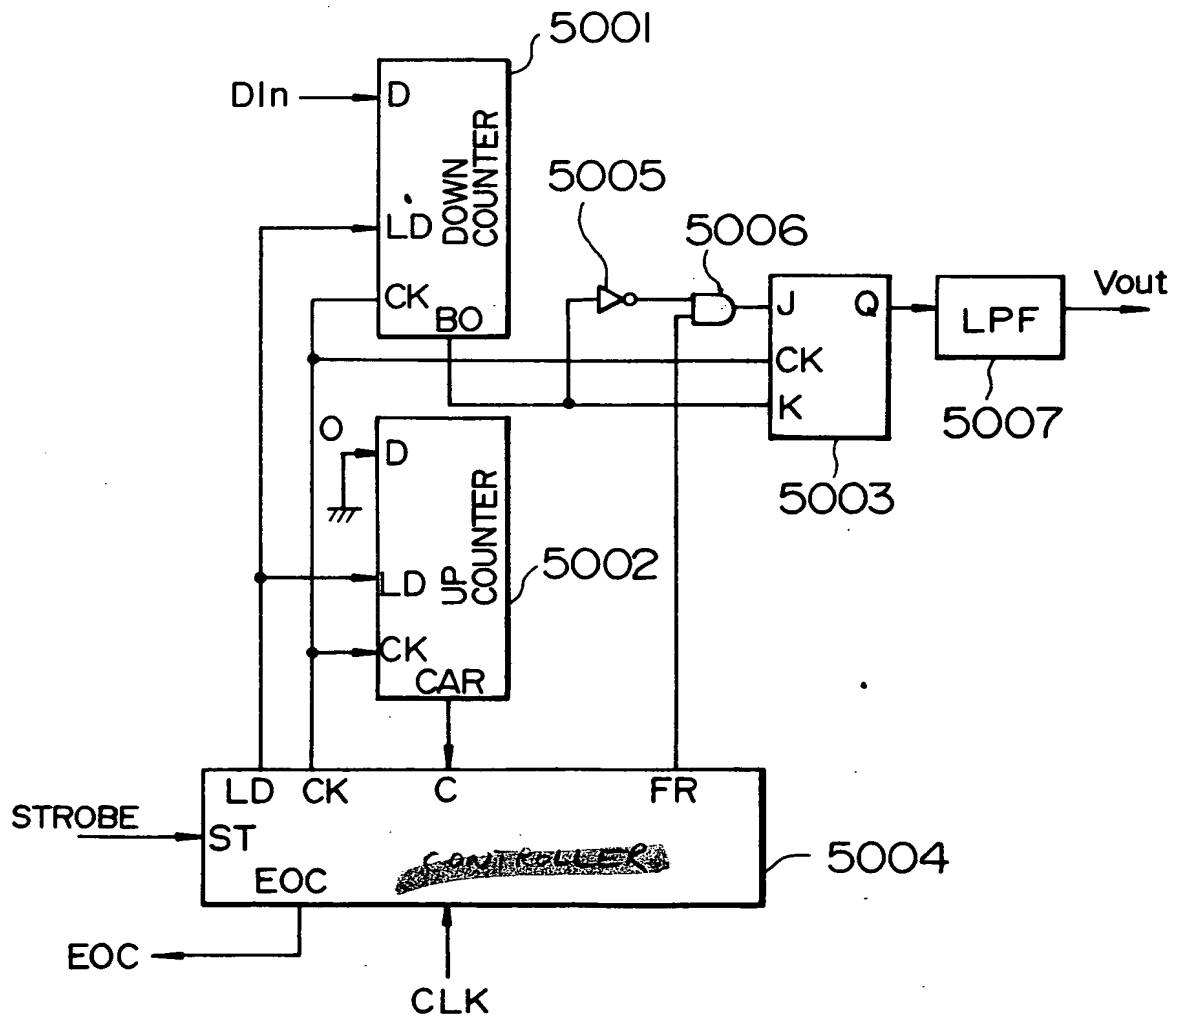 5001
DIn
D
DOWN
COUNTER
LD
CK
BO
5005
5006
J
Q
CK
K
5003
LPF
5007
Vout
0
D
UP
COUNTER
LD
CK
CAR
5002
LD
CK
C
FR
STROBE
ST
CONTROLLER
5004
EOC
EOC
CLK